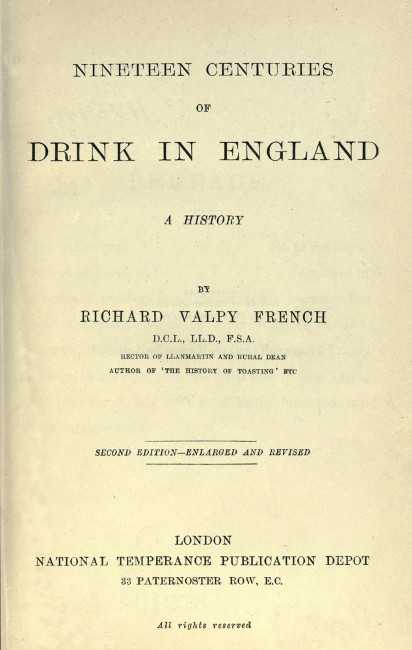 NINETEEN CENTURIES
OF
DRINK IN ENGLAND
A HISTORY
BY
RICHARD VALPY FRENCH
D.C.L., LL.D., F.S.A.
RECTOR OF LLANMARTIN AND RURAL DEAN
AUTHOR OF 'THE HISTORY OF TOASTING' ETC
SECOND EDITION—ENLARGED AND REVISED
LONDON
NATIONAL TEMPERANCE PUBLICATION DEPOT
33 PATERNOSTER ROW, E.C.
All rights reserved